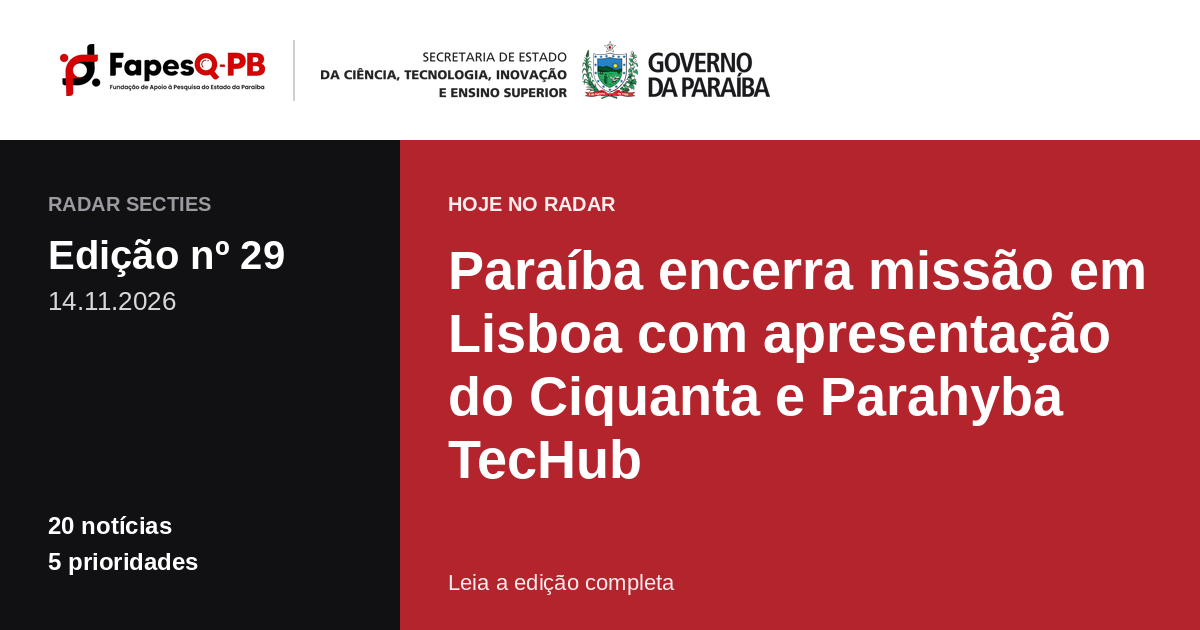 FapesQ-PB
Fundação de Apoio à Pesquisa do Estado da Paraíba
SECRETARIA DE ESTADO
DA CIÊNCIA, TECNOLOGIA, INOVAÇÃO
E ENSINO SUPERIOR
GOVERNO
DA PARAÍBA
RADAR SECTIES
Edição nº 29
14.11.2026
20 notícias
5 prioridades
HOJE NO RADAR
Paraíba encerra missão em
Lisboa com apresentação
do Ciquanta e Parahyba
TecHub
Leia a edição completa